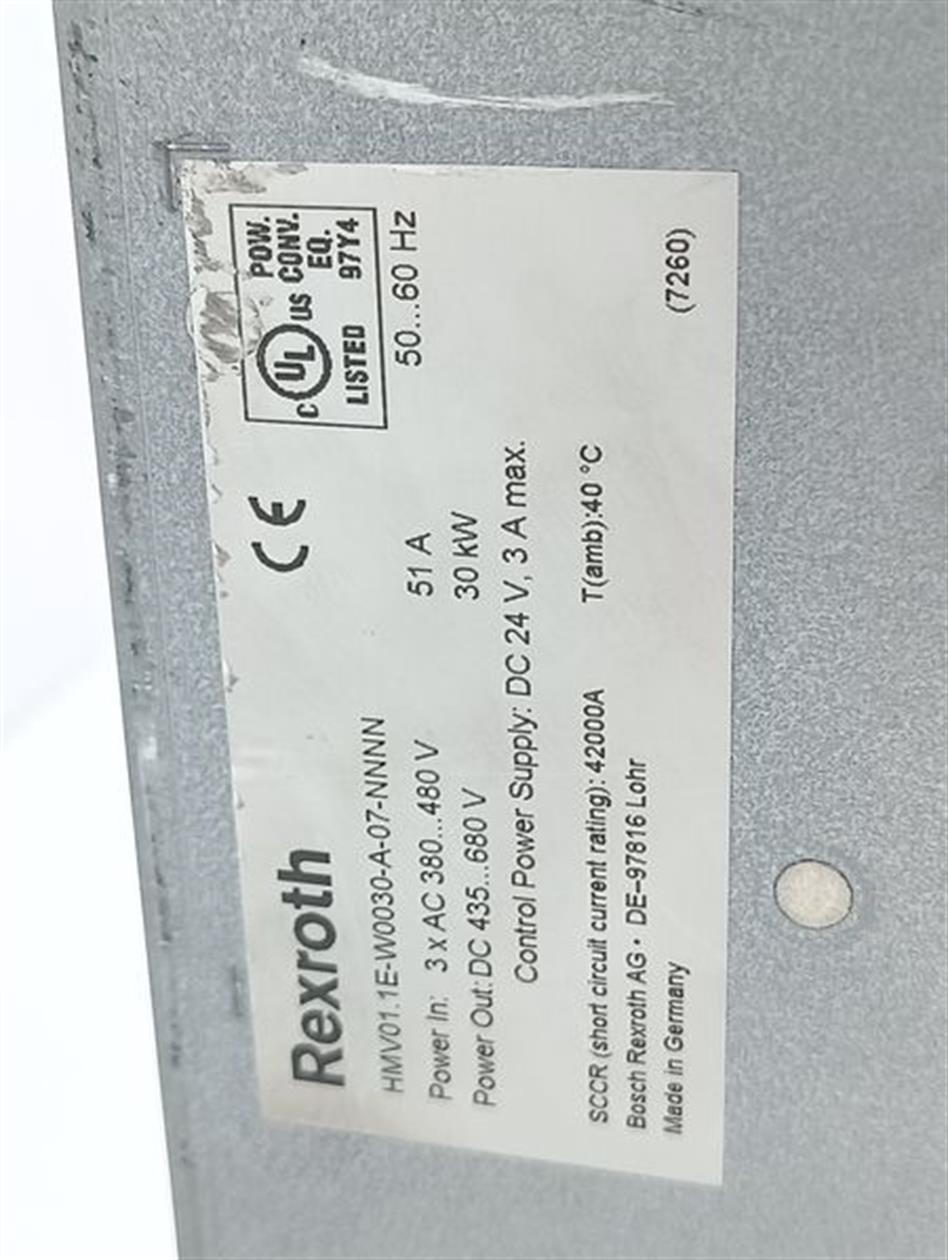 Rexroth
CE
C UL US LISTED
POW.
CONV.
EQ.
97Y4
HMV01.1E-W0030-A-07-NNNN
Power In: 3 x AC 380...480 V 51 A 50...60 Hz
Power Out: DC 435...680 V 30 kW
Control Power Supply: DC 24 V, 3 A max.
SCCR (short circuit current rating): 42000A T(amb):40 °C
Bosch Rexroth AG • DE–97816 Lohr
Made in Germany (7260)